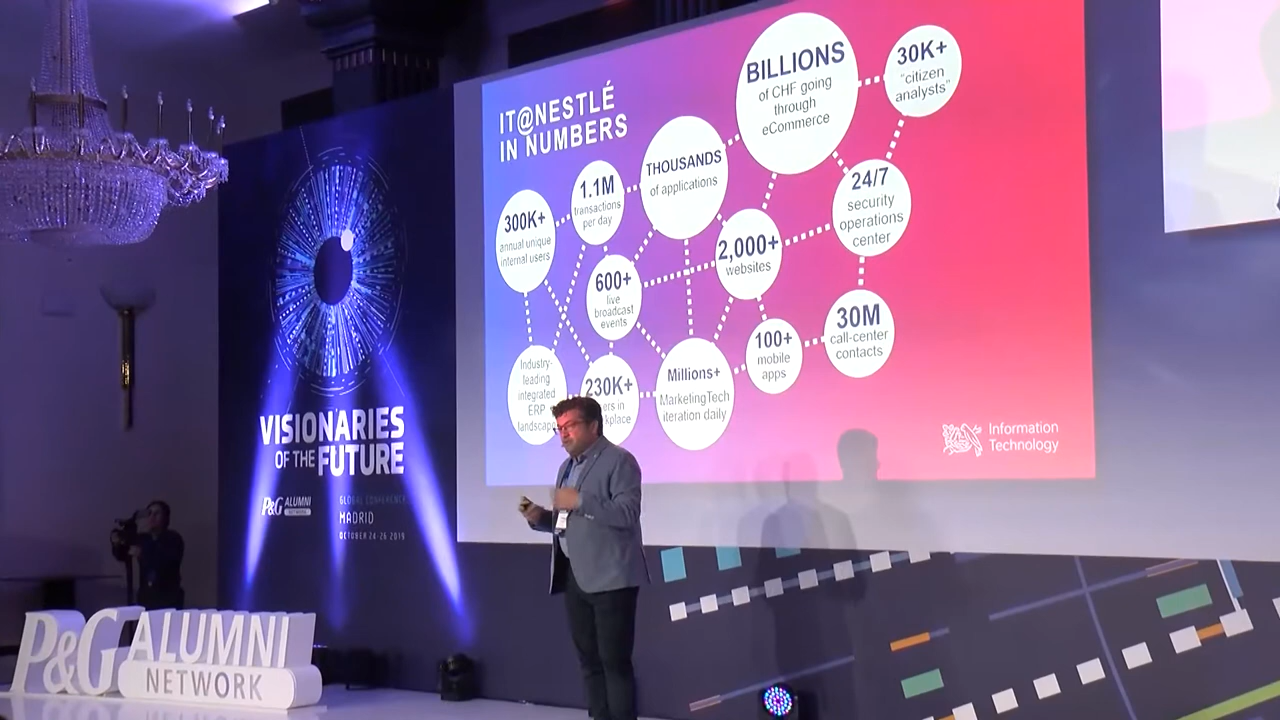 IT@NESTLÉ
IN NUMBERS
BILLIONS
of CHF going
through
eCommerce
30K+
"citizen
analysts"
THOUSANDS
of applications
1.1M
transactions
per day
300K+
annual unique
internal users
24/7
security
operations
center
2,000+
websites
600+
live
broadcast
events
30M
call-center
contacts
100+
mobile
apps
Millions+
MarketingTech
iteration daily
230K+
ers in
kplace
Industry-
leading
integrated
ERP
landscape
Information
Technology
VISIONARIES
OF THE FUTURE
P&G ALUMNI
NETWORK
GLOBAL CONFERENCE
MADRID
OCTOBER 24-26 2019
P&G ALUMNI
NETWORK